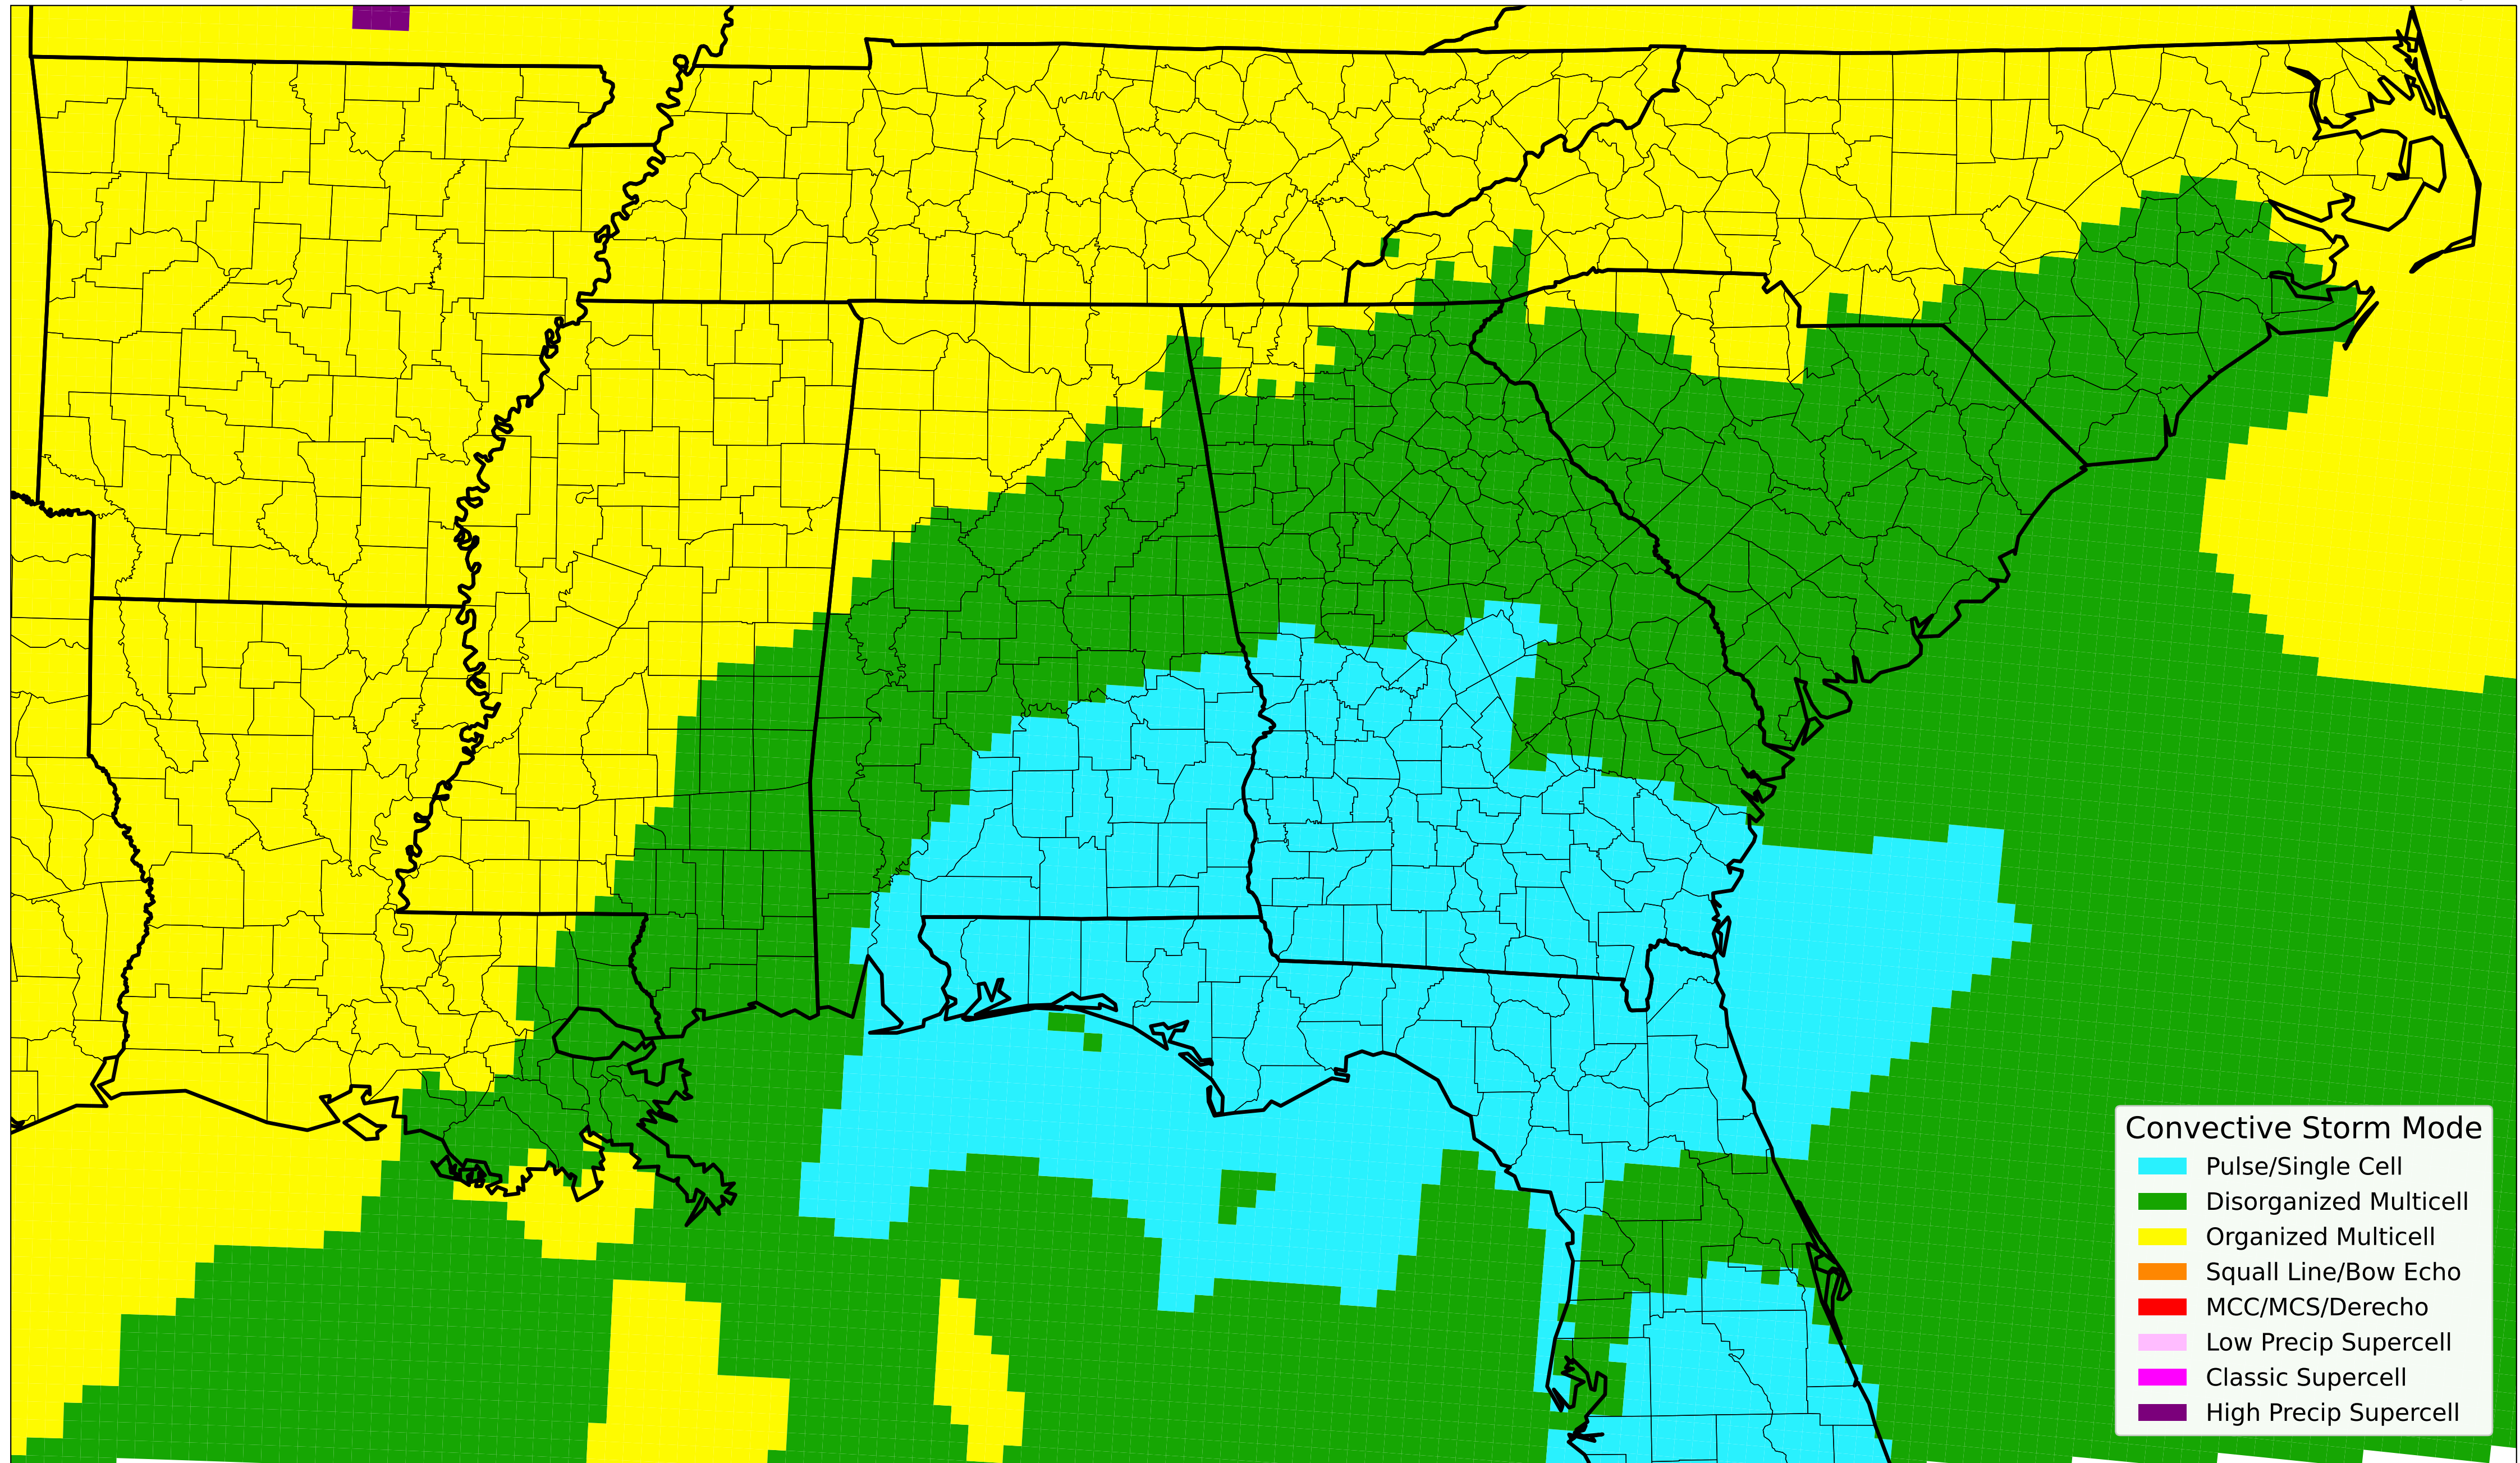 Convective Storm Mode
Pulse/Single Cell
Disorganized Multicell
Organized Multicell
Squall Line/Bow Echo
MCC/MCS/Derecho
Low Precip Supercell
Classic Supercell
High Precip Supercell